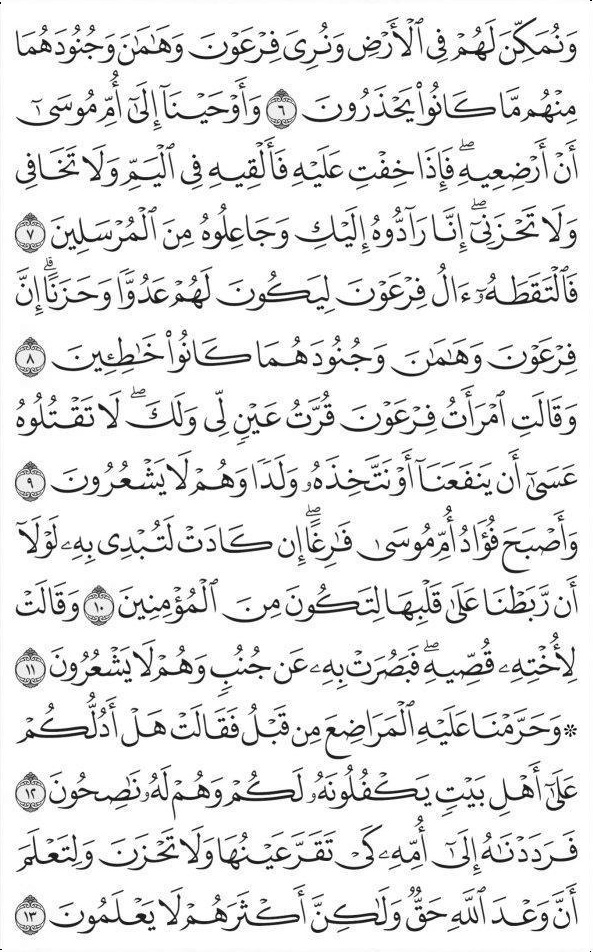 وَنُمَكِّنَ لَهُمْ فِي ٱلْأَرْضِ وَنُرِيَ فِرْعَوْنَ وَهَٰمَٰنَ وَجُنُودَهُمَا
مِنْهُم مَّا كَانُوا۟ يَحْذَرُونَ ٦ وَأَوْحَيْنَآ إِلَىٰٓ أُمِّ مُوسَىٰٓ
أَنْ أَرْضِعِيهِ ۖ فَإِذَا خِفْتِ عَلَيْهِ فَأَلْقِيهِ فِي ٱلْيَمِّ وَلَا تَخَافِي
وَلَا تَحْزَنِيٓ ۖ إِنَّا رَآدُّوهُ إِلَيْكِ وَجَاعِلُوهُ مِنَ ٱلْمُرْسَلِينَ ٧
فَٱلْتَقَطَهُۥٓ ءَالُ فِرْعَوْنَ لِيَكُونَ لَهُمْ عَدُوًّا وَحَزَنًا ۗ إِنَّ
فِرْعَوْنَ وَهَٰمَٰنَ وَجُنُودَهُمَا كَانُوا۟ خَٰطِـِٔينَ ٨
وَقَالَتِ ٱمْرَأَتُ فِرْعَوْنَ قُرَّتُ عَيْنٍ لِّي وَلَكَ ۖ لَا تَقْتُلُوهُ
عَسَىٰٓ أَن يَنفَعَنَآ أَوْ نَتَّخِذَهُۥ وَلَدًا وَهُمْ لَا يَشْعُرُونَ ٩
وَأَصْبَحَ فُؤَادُ أُمِّ مُوسَىٰ فَٰرِغًا ۖ إِن كَادَتْ لَتُبْدِي بِهِۦ لَوْلَآ
أَن رَّبَطْنَا عَلَىٰ قَلْبِهَا لِتَكُونَ مِنَ ٱلْمُؤْمِنِينَ ١٠ وَقَالَتْ
لِأُخْتِهِۦ قُصِّيهِ ۖ فَبَصُرَتْ بِهِۦ عَن جُنُبٍ وَهُمْ لَا يَشْعُرُونَ ١١
۞ وَحَرَّمْنَا عَلَيْهِ ٱلْمَرَاضِعَ مِن قَبْلُ فَقَالَتْ هَلْ أَدُلُّكُمْ
عَلَىٰٓ أَهْلِ بَيْتٍ يَكْفُلُونَهُۥ لَكُمْ وَهُمْ لَهُۥ نَٰصِحُونَ ١٢
فَرَدَدْنَٰهُ إِلَىٰٓ أُمِّهِۦ كَيْ تَقَرَّ عَيْنُهَا وَلَا تَحْزَنَ وَلِتَعْلَمَ
أَنَّ وَعْدَ ٱللَّهِ حَقٌّ وَلَٰكِنَّ أَكْثَرَهُمْ لَا يَعْلَمُونَ ١٣